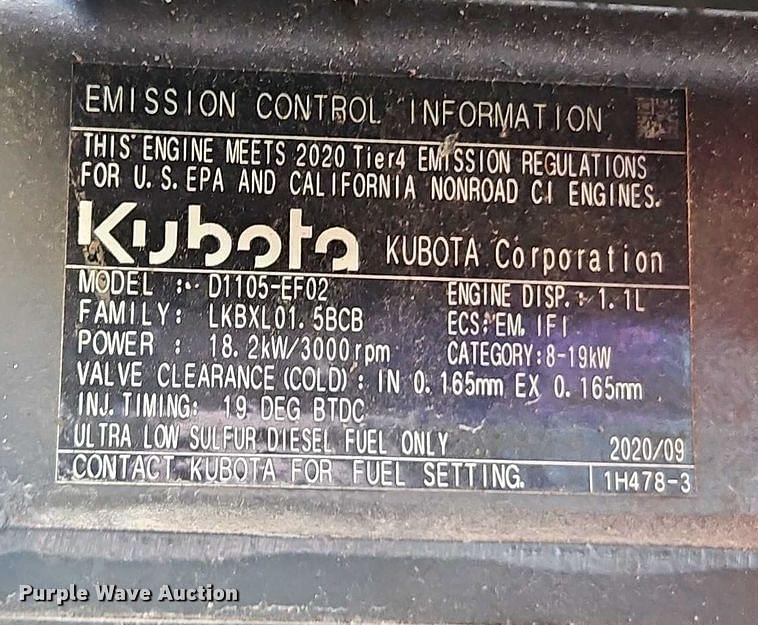 EMISSION CONTROL INFORMATION
THIS ENGINE MEETS 2020 Tier4 EMISSION REGULATIONS
FOR U.S.EPA AND CALIFORNIA NONROAD CI ENGINES.
Kubota KUBOTA Corporation
MODEL : D1105-EF02 ENGINE DISP.: 1.1L
FAMILY: LKBXL01.5BCB ECS:EM, IFI
POWER : 18.2kW/3000rpm CATEGORY:8-19kW
VALVE CLEARANCE (COLD) : IN 0.165mm EX 0.165mm
INJ.TIMING: 19 DEG BTDC
ULTRA LOW SULFUR DIESEL FUEL ONLY 2020/09
CONTACT KUBOTA FOR FUEL SETTING. 1H478-3
Purple Wave Auction